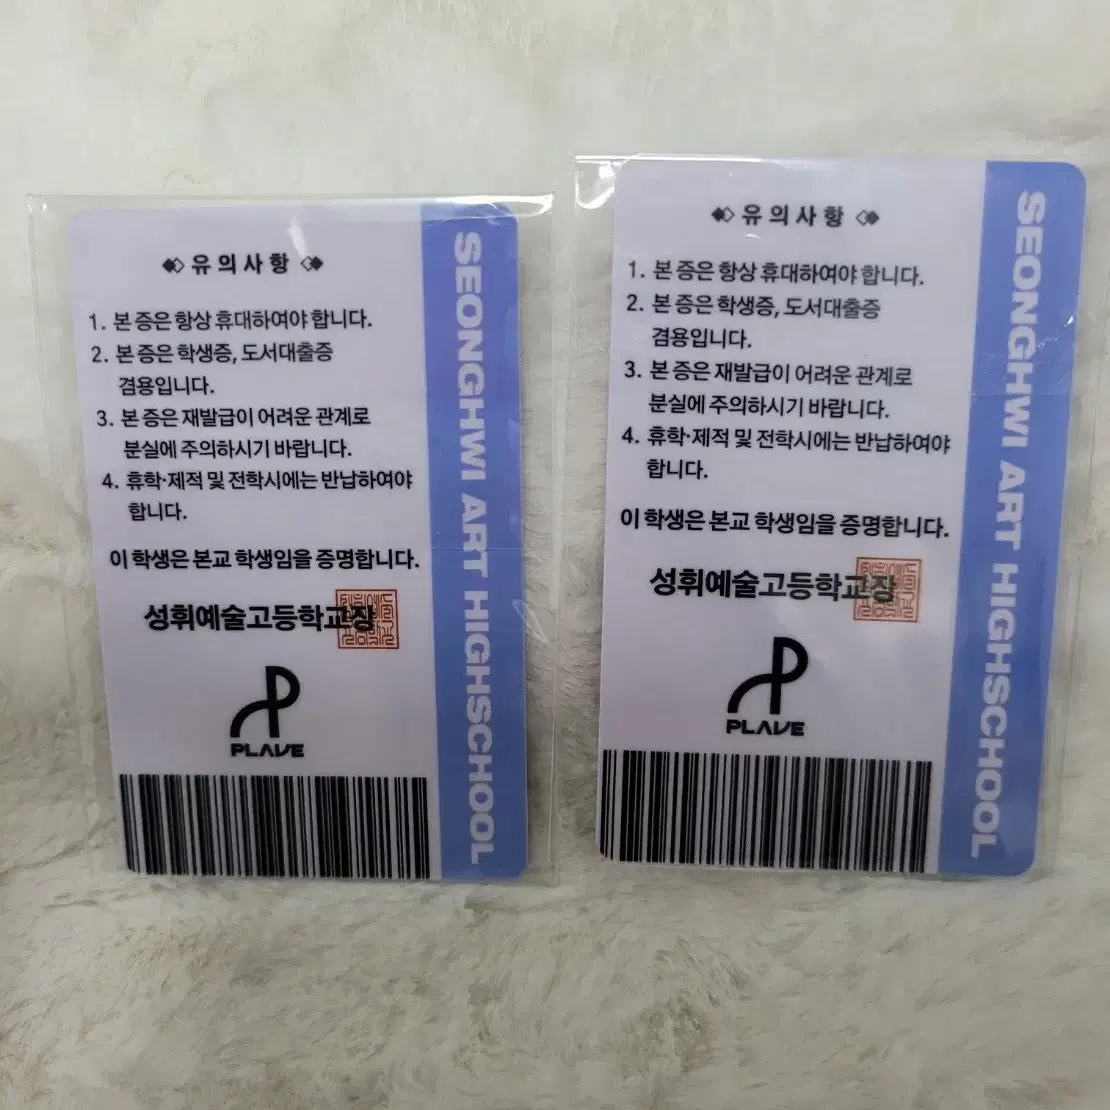 ◈ 유의사항 ◈
1. 본 증은 항상 휴대하여야 합니다.
2. 본 증은 학생증, 도서대출증
겸용입니다.
3. 본 증은 재발급이 어려운 관계로
분실에 주의하시기 바랍니다.
4. 휴학·제적 및 전학시에는 반납하여야
합니다.
이 학생은 본교 학생임을 증명합니다.
성휘예술고등학교장
PLAVE
SEONGHWI ART HIGHSCHOOL
◈ 유의사항 ◈
1. 본 증은 항상 휴대하여야 합니다.
2. 본 증은 학생증, 도서대출증
겸용입니다.
3. 본 증은 재발급이 어려운 관계로
분실에 주의하시기 바랍니다.
4. 휴학·제적 및 전학시에는 반납하여야
합니다.
이 학생은 본교 학생임을 증명합니다.
성휘예술고등학교장
PLAVE
SEONGHWI ART HIGHSCHOOL